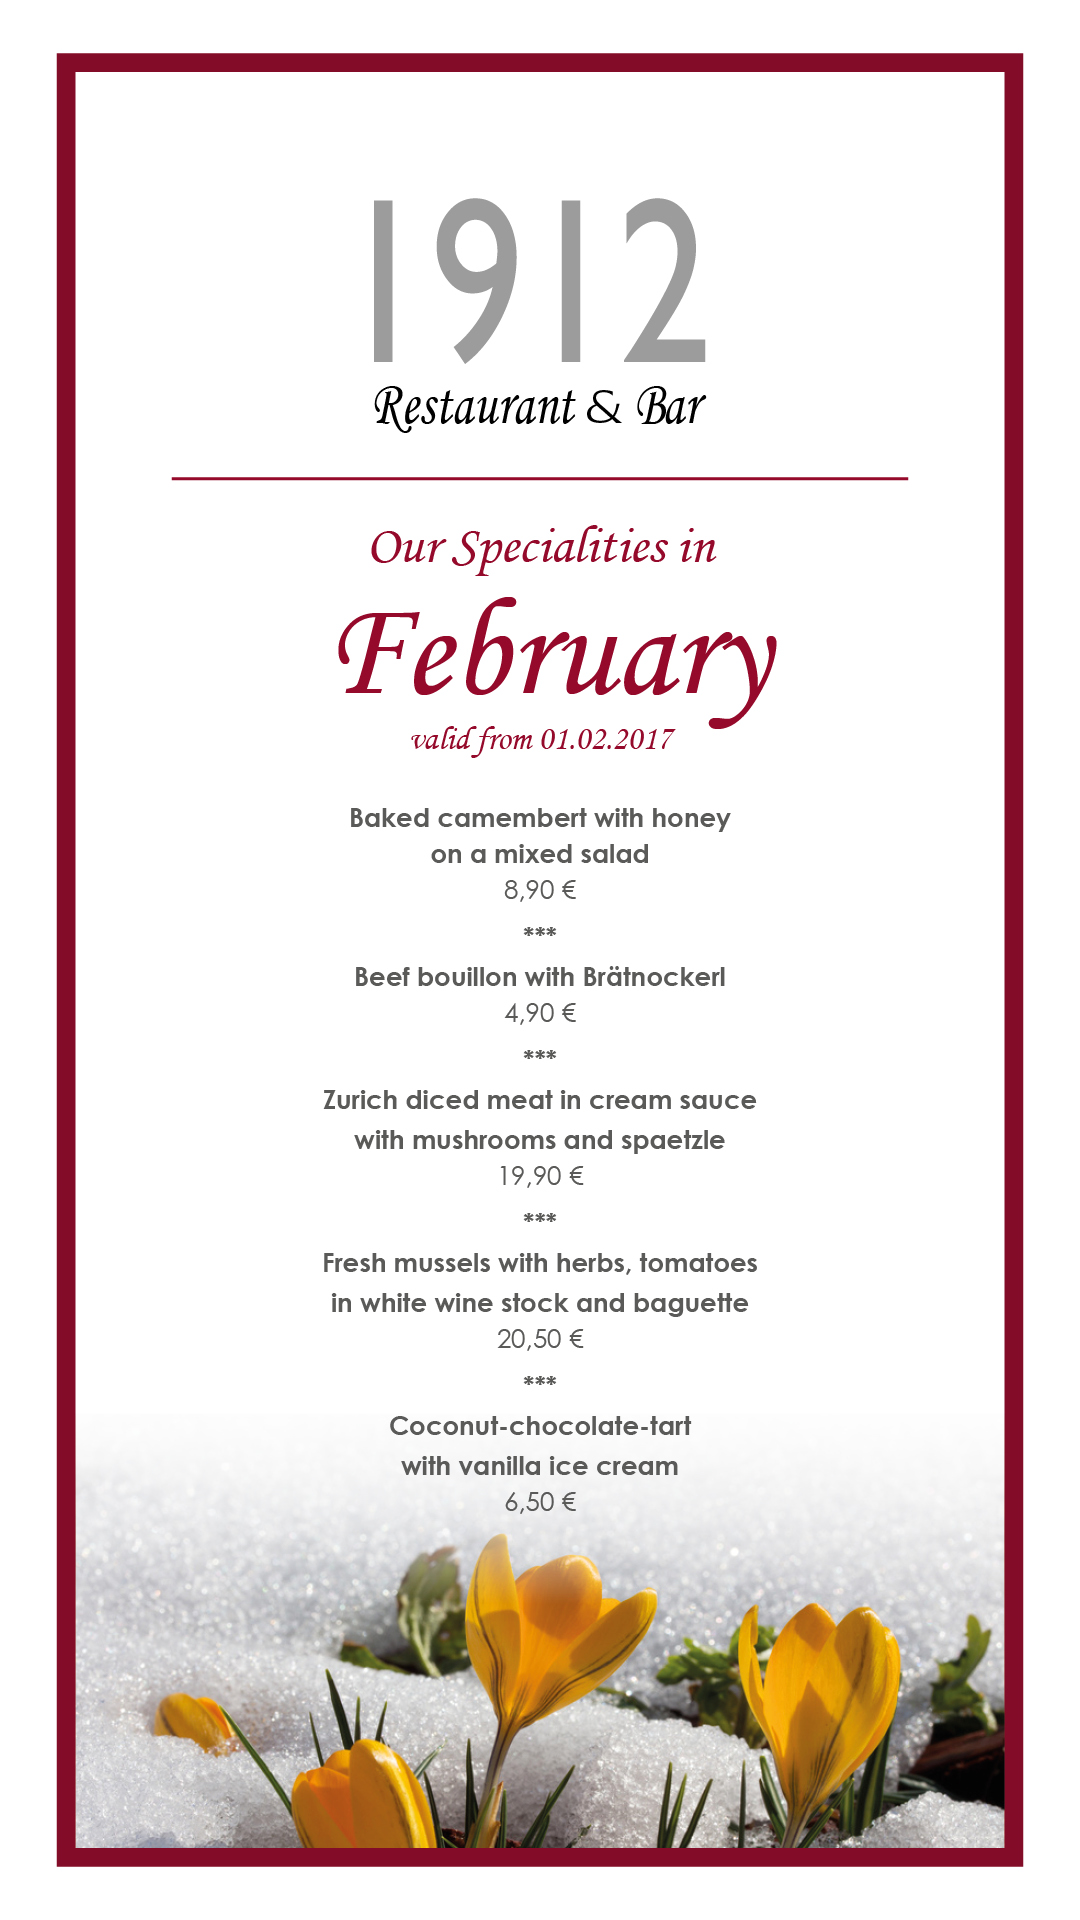 1912
Restaurant & Bar
Our Specialities in
February
valid from 01.02.2017
Baked camembert with honey
on a mixed salad
8,90 €
***
Beef bouillon with Brätnockerl
4,90 €
***
Zurich diced meat in cream sauce
with mushrooms and spaetzle
19,90 €
***
Fresh mussels with herbs, tomatoes
in white wine stock and baguette
20,50 €
***
Coconut-chocolate-tart
with vanilla ice cream
6,50 €